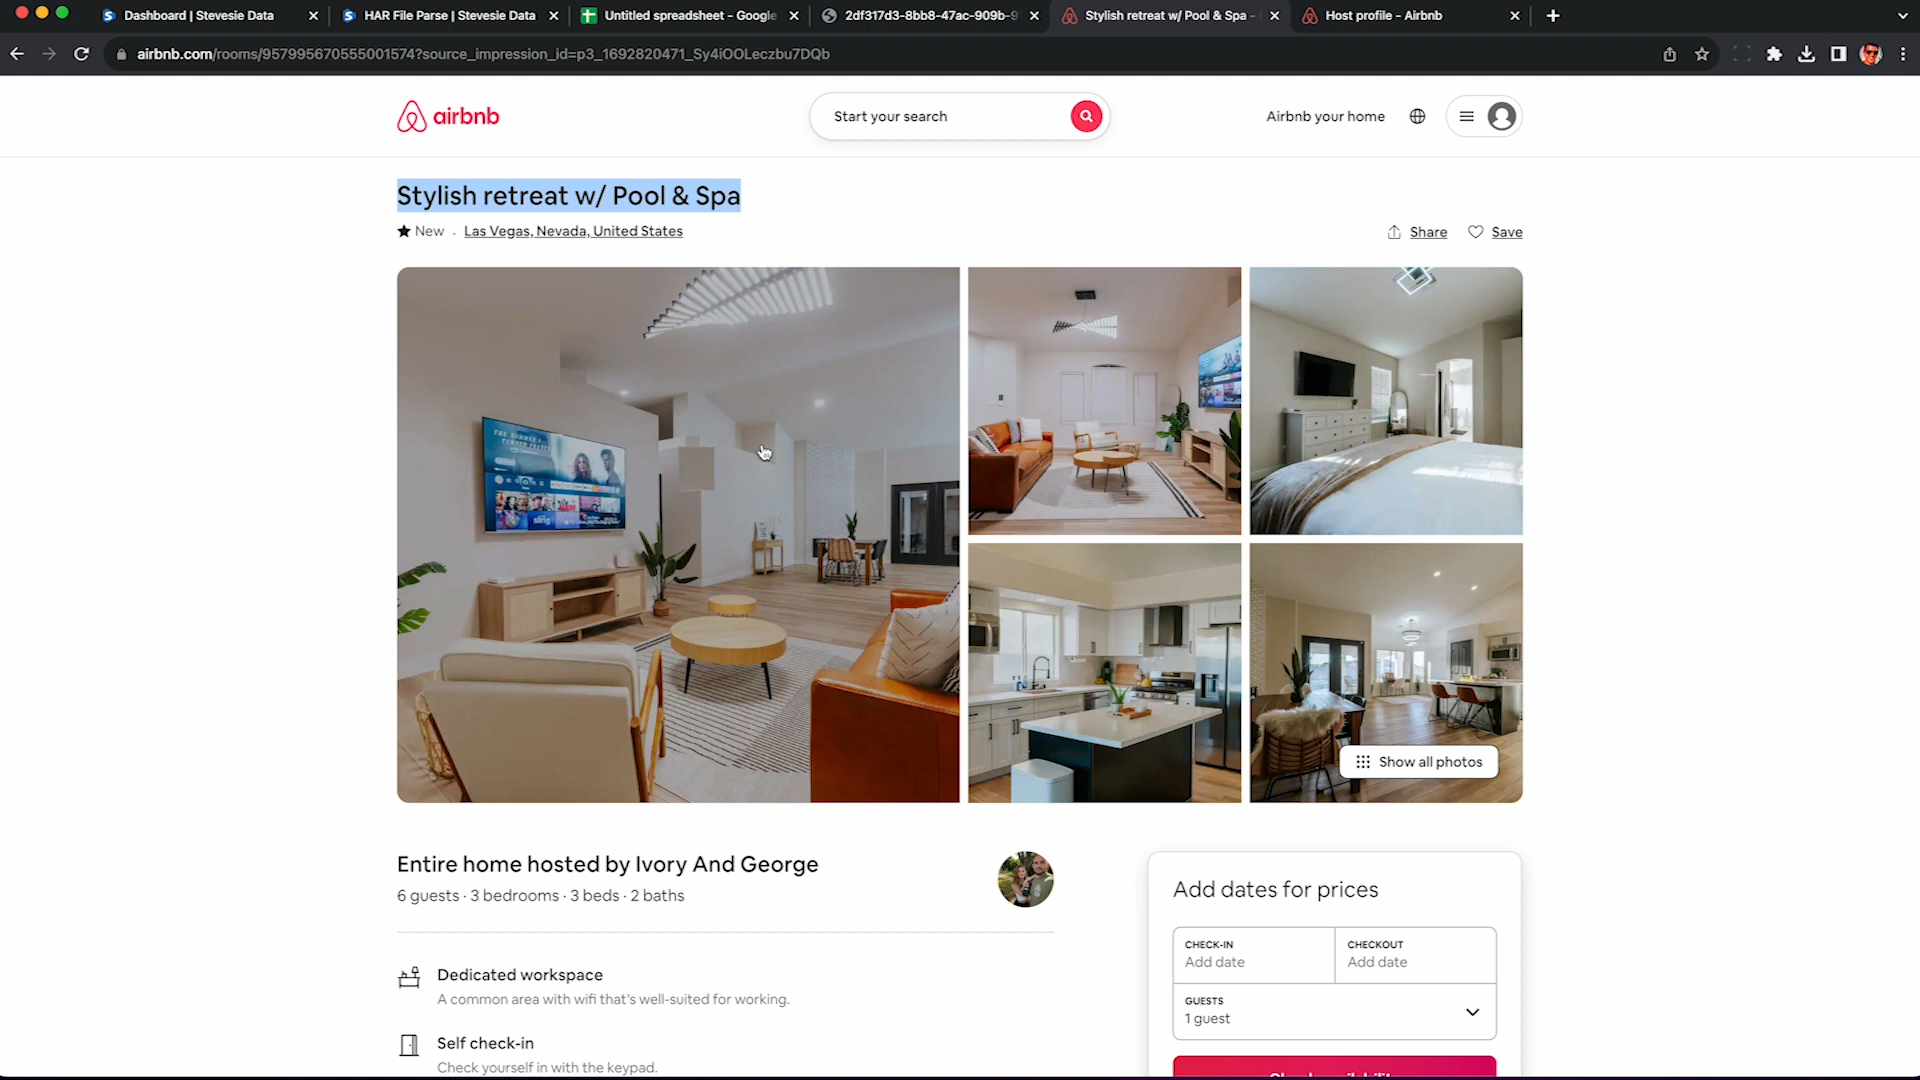 Dashboard | Stevesie Data
HAR File Parse | Stevesie Data
Untitled spreadsheet - Google
2df317d3-8bb8-47ac-909b-9
Stylish retreat w/ Pool & Spa -
Host profile - Airbnb
airbnb.com/rooms/957995670555001574?source_impression_id=p3_1692820471_Sy4iOOLeczbu7DQb
airbnb
Start your search
Airbnb your home
Stylish retreat w/ Pool & Spa
New · Las Vegas, Nevada, United States
Share
Save
sling
Show all photos
Entire home hosted by Ivory And George
6 guests · 3 bedrooms · 3 beds · 2 baths
Add dates for prices
CHECK-IN
Add date
CHECKOUT
Add date
GUESTS
1 guest
Dedicated workspace
A common area with wifi that's well-suited for working.
Self check-in
Check yourself in with the keypad.